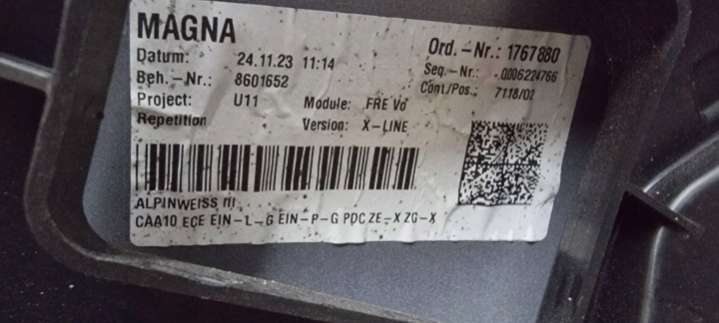 MAGNA
Datum: 24.11.23 11:14
Beh.-Nr.: 8601652
Project: U11
Repetition
Module: FRE Vo
Version: X-LINE
Ord.-Nr.: 1767880
Seq.-Nr.: .0006224766
Cont/Pos.: 7118/02
ALPINWEISS III
CAA10 ECE EIN-L-G EIN-P-G PDC ZE-X ZG-X